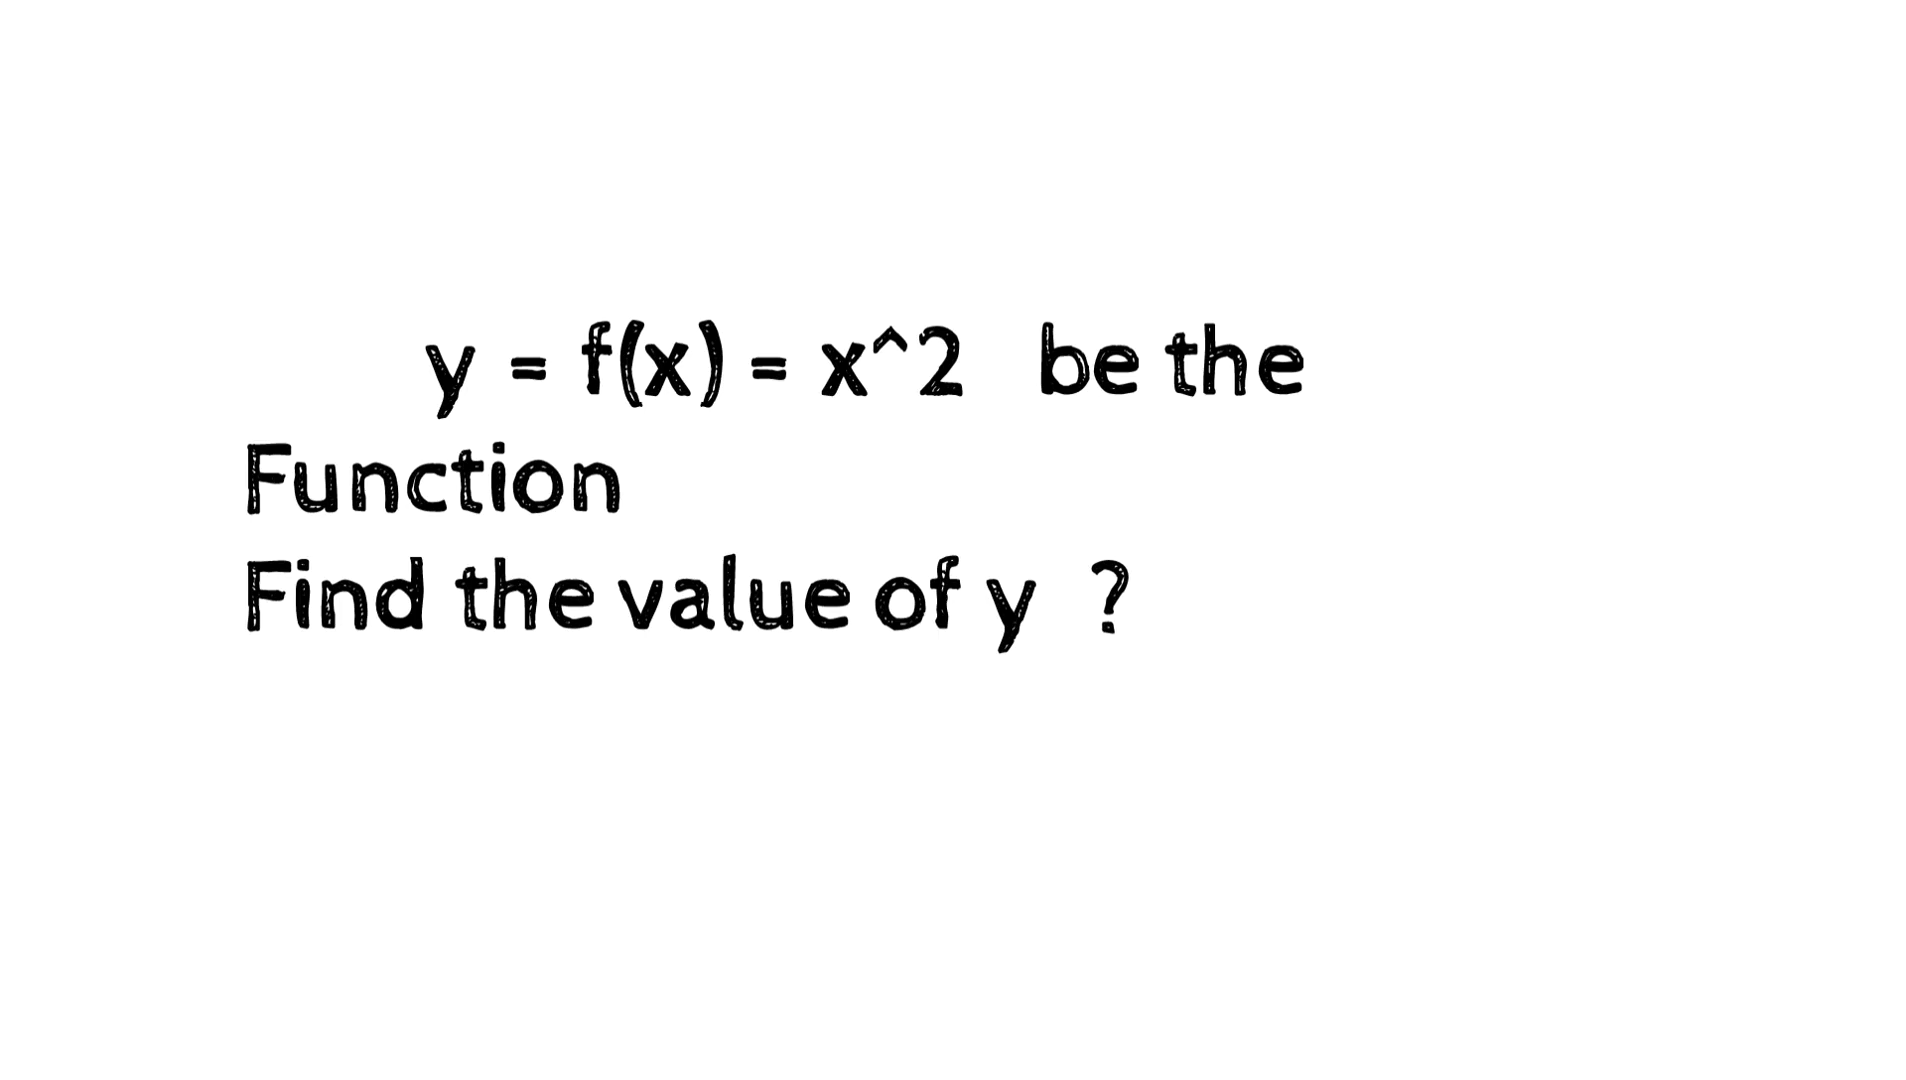 y = f(x) = x^2 be the
Function
Find the value of y ?